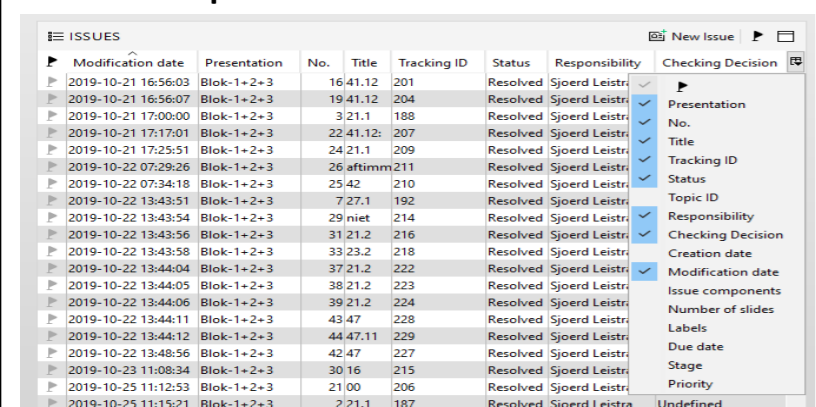 ISSUES New Issue
Modification date Presentation No. Title Tracking ID Status Responsibility Checking Decision
2019-10-21 16:56:03 Blok-1+2+3 16 41.12 201 Resolved Sjoerd Leistra
2019-10-21 16:56:07 Blok-1+2+3 19 41.12 204 Resolved Sjoerd Leistra Presentation
2019-10-21 17:00:00 Blok-1+2+3 3 21.1 188 Resolved Sjoerd Leistra No.
2019-10-21 17:17:01 Blok-1+2+3 22 41.12: 207 Resolved Sjoerd Leistra Title
2019-10-21 17:25:51 Blok-1+2+3 24 21.1 209 Resolved Sjoerd Leistra Tracking ID
2019-10-22 07:29:26 Blok-1+2+3 26 aftimm 211 Resolved Sjoerd Leistra Status
2019-10-22 07:34:18 Blok-1+2+3 25 42 210 Resolved Sjoerd Leistra Topic ID
2019-10-22 13:43:51 Blok-1+2+3 7 27.1 192 Resolved Sjoerd Leistra Responsibility
2019-10-22 13:43:54 Blok-1+2+3 29 niet 214 Resolved Sjoerd Leistra Checking Decision
2019-10-22 13:43:56 Blok-1+2+3 31 21.2 216 Resolved Sjoerd Leistra Creation date
2019-10-22 13:43:58 Blok-1+2+3 33 23.2 218 Resolved Sjoerd Leistra Modification date
2019-10-22 13:44:04 Blok-1+2+3 37 21.2 222 Resolved Sjoerd Leistra Issue components
2019-10-22 13:44:05 Blok-1+2+3 38 21.2 223 Resolved Sjoerd Leistra Number of slides
2019-10-22 13:44:06 Blok-1+2+3 39 21.2 224 Resolved Sjoerd Leistra Labels
2019-10-22 13:44:11 Blok-1+2+3 43 47 228 Resolved Sjoerd Leistra Due date
2019-10-22 13:44:12 Blok-1+2+3 44 47.11 229 Resolved Sjoerd Leistra Stage
2019-10-22 13:48:56 Blok-1+2+3 42 47 227 Resolved Sjoerd Leistra Priority
2019-10-23 11:08:34 Blok-1+2+3 30 16 215 Resolved Sjoerd Leistra
2019-10-25 11:12:53 Blok-1+2+3 21 00 206 Resolved Sjoerd Leistra
2019-10-25 11:15:21 Blok-1+2+3 2 21.1 187 Resolved Sjoerd Leistra Undefined